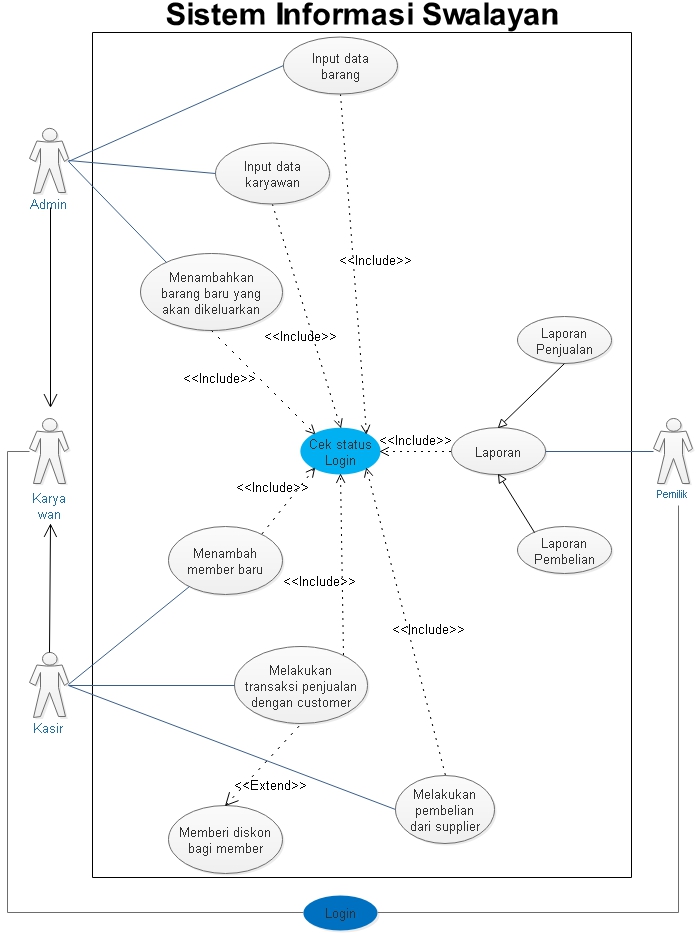 Sistem Informasi Swalayan
Input data
barang
Input data
karyawan
Admin
<<Include>>
Menambahkan
barang baru yang
akan dikeluarkan
<<Include>>
Laporan
Penjualan
<<Include>>
Cek status
Login
<<Include>>
Laporan
Karya
wan
Pemilik
<<Include>>
Laporan
Pembelian
Menambah
member baru
<<Include>>
<<Include>>
Melakukan
transaksi penjualan
dengan customer
Kasir
<<Extend>>
Melakukan
pembelian
dari supplier
Memberi diskon
bagi member
Login